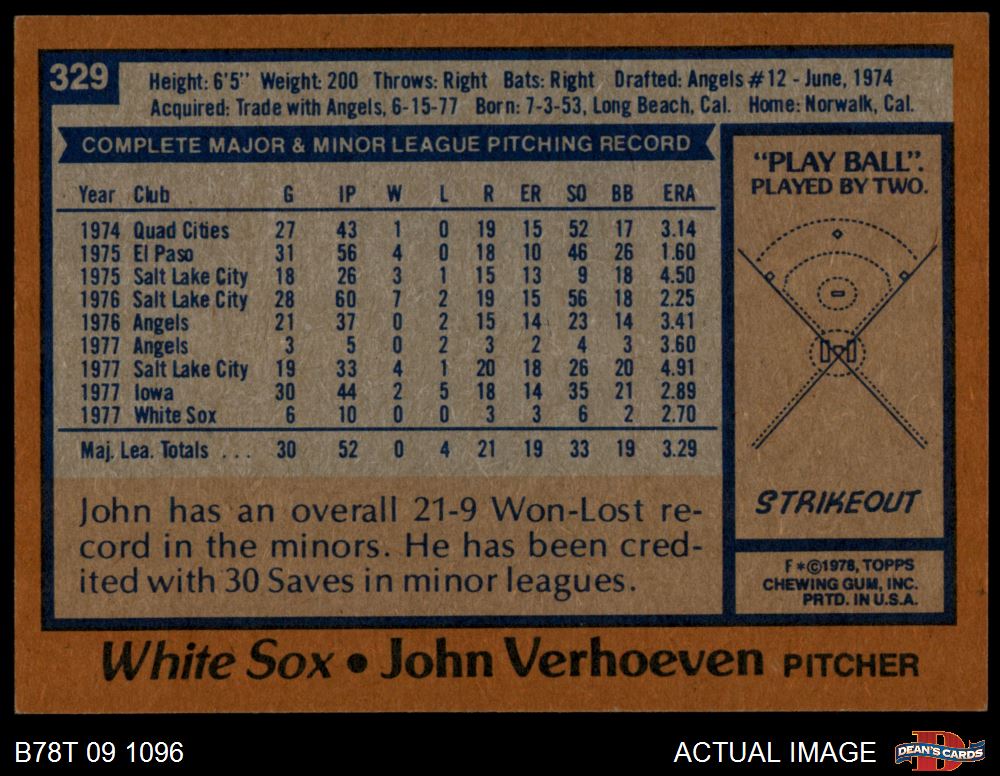 329
Height: 6'5" Weight: 200 Throws: Right Bats: Right Drafted: Angels #12 - June, 1974
Acquired: Trade with Angels, 6-15-77 Born: 7-3-53, Long Beach, Cal. Home: Norwalk, Cal.
COMPLETE MAJOR & MINOR LEAGUE PITCHING RECORD
Year Club G IP W L R ER SO BB ERA
1974 Quad Cities 27 43 1 0 19 15 52 17 3.14
1975 El Paso 31 56 4 0 18 10 46 26 1.60
1975 Salt Lake City 18 26 3 1 15 13 9 18 4.50
1976 Salt Lake City 28 60 7 2 19 15 56 18 2.25
1976 Angels 21 37 0 2 15 14 23 14 3.41
1977 Angels 3 5 0 2 3 2 4 3 3.60
1977 Salt Lake City 19 33 4 1 20 18 26 20 4.91
1977 Iowa 30 44 2 5 18 14 35 21 2.89
1977 White Sox 6 10 0 0 3 3 6 2 2.70
Maj. Lea. Totals ... 30 52 0 4 21 19 33 19 3.29
John has an overall 21-9 Won-Lost re-
cord in the minors. He has been cred-
ited with 30 Saves in minor leagues.
"PLAY BALL".
PLAYED BY TWO.
STRIKEOUT
F*©1978, TOPPS
CHEWING GUM, INC.
PRTD. IN U.S.A.
White Sox • John Verhoeven PITCHER
B78T 09 1096
ACTUAL IMAGE
D
DEAN'S CARDS